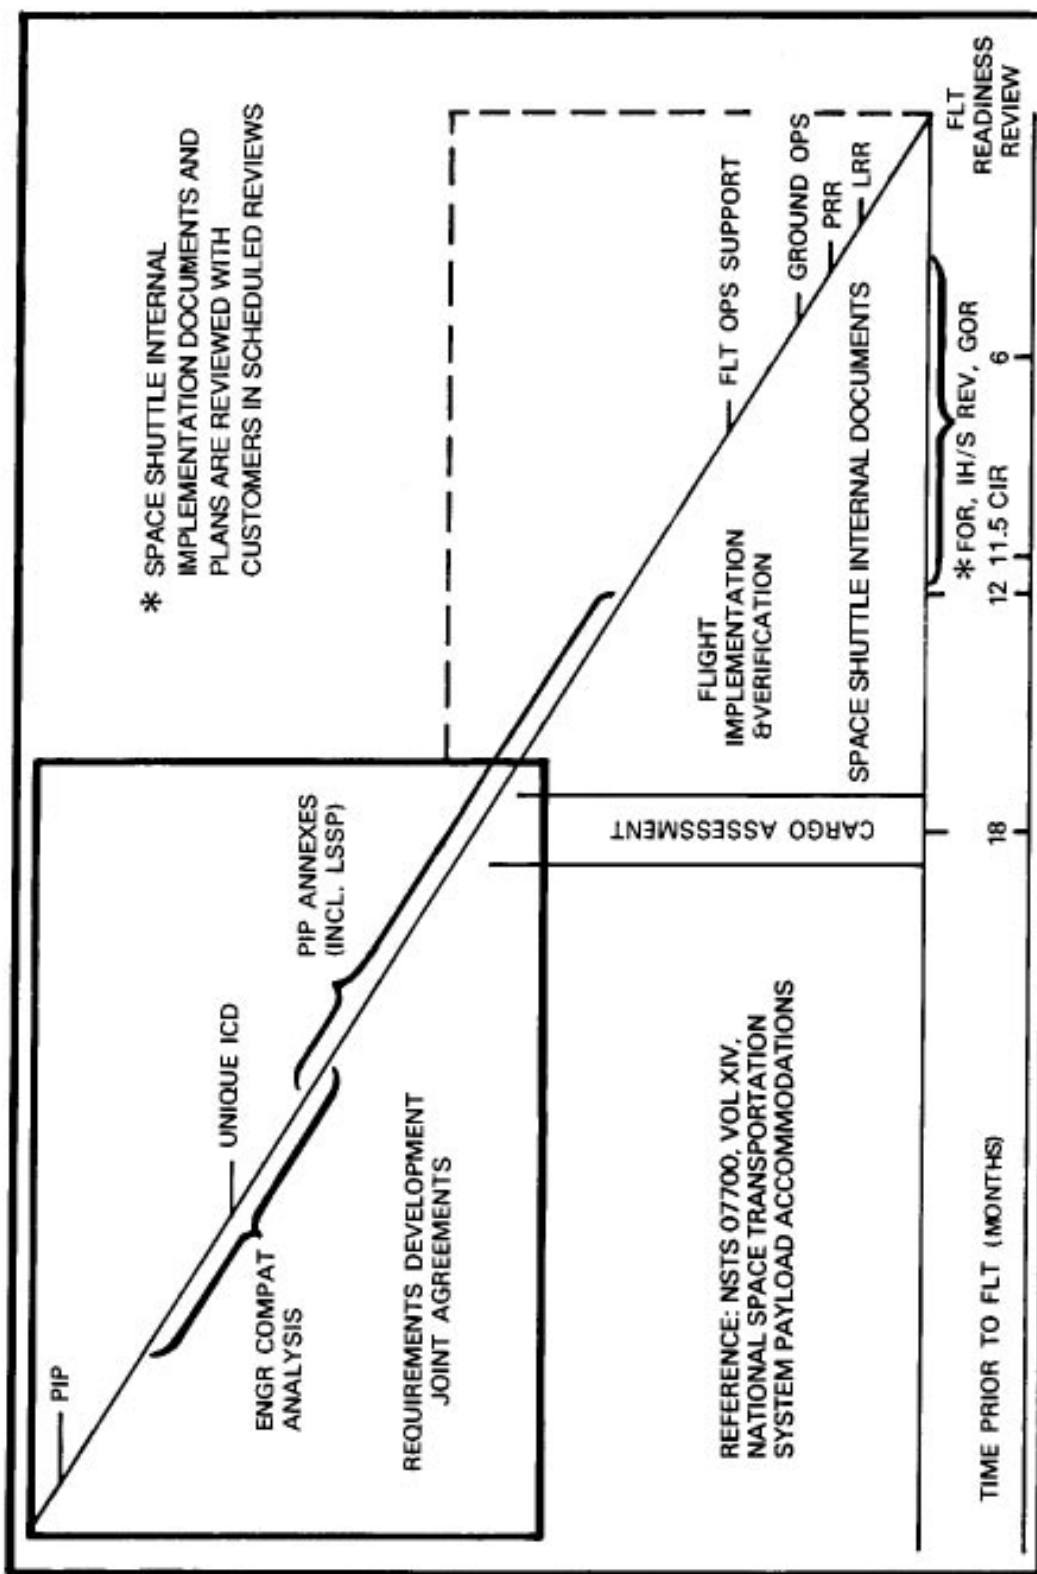 * SPACE SHUTTLE INTERNAL
IMPLEMENTATION DOCUMENTS AND
PLANS ARE REVIEWED WITH
CUSTOMERS IN SCHEDULED REVIEWS
PIP
UNIQUE ICD
ENGR COMPAT
ANALYSIS
PIP ANNEXES
(INCL. LSSP)
REQUIREMENTS DEVELOPMENT
JOINT AGREEMENTS
FLT OPS SUPPORT
GROUND OPS
PRR
LRR
FLIGHT
IMPLEMENTATION
&VERIFICATION
CARGO ASSESSMENT
SPACE SHUTTLE INTERNAL DOCUMENTS
REFERENCE: NSTS 07700, VOL XIV,
NATIONAL SPACE TRANSPORTATION
SYSTEM PAYLOAD ACCOMMODATIONS
*FOR, IH/S REV, GOR
FLT
READINESS
REVIEW
TIME PRIOR TO FLT (MONTHS)
18
12
11.5 CIR
6